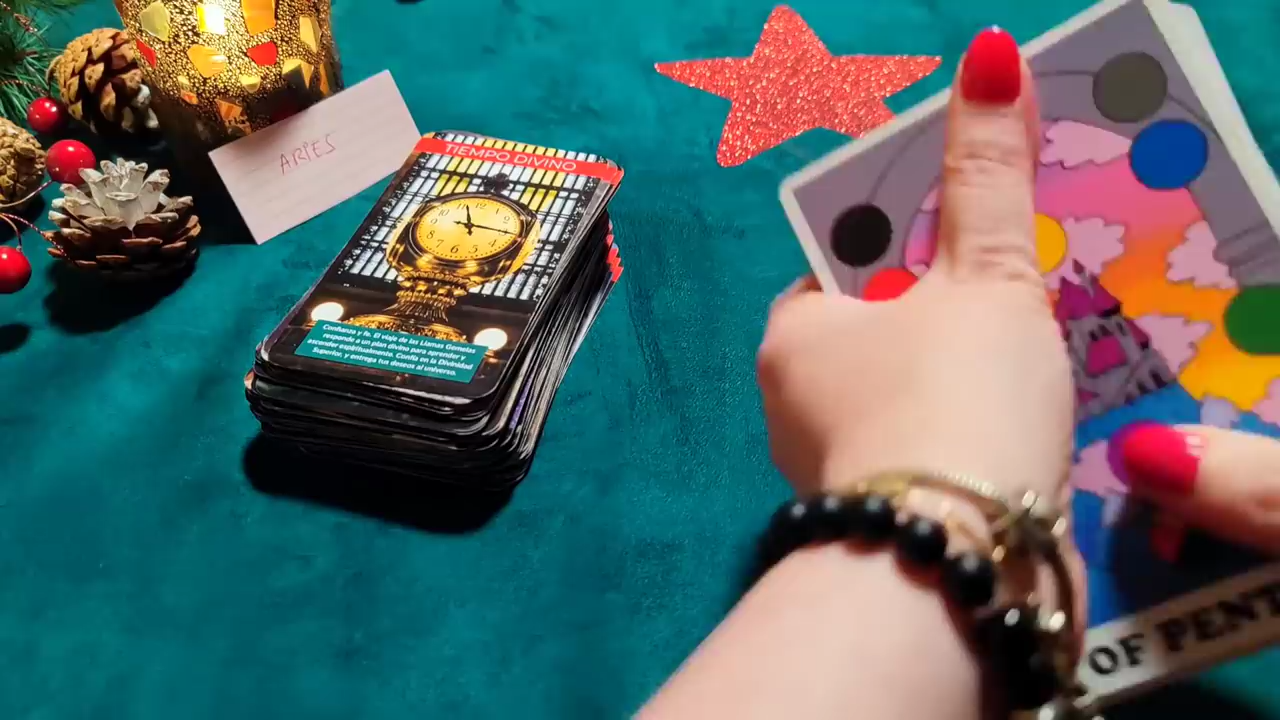 ARIES
TIEMPO DIVINO
Confianza y fe. El viaje de las Llamas Gemelas
responde a un plan divino para aprender y
ascender espiritualmente. Confía en la Divinidad
Superior, y entrega tus deseos al universo.
OF PENT